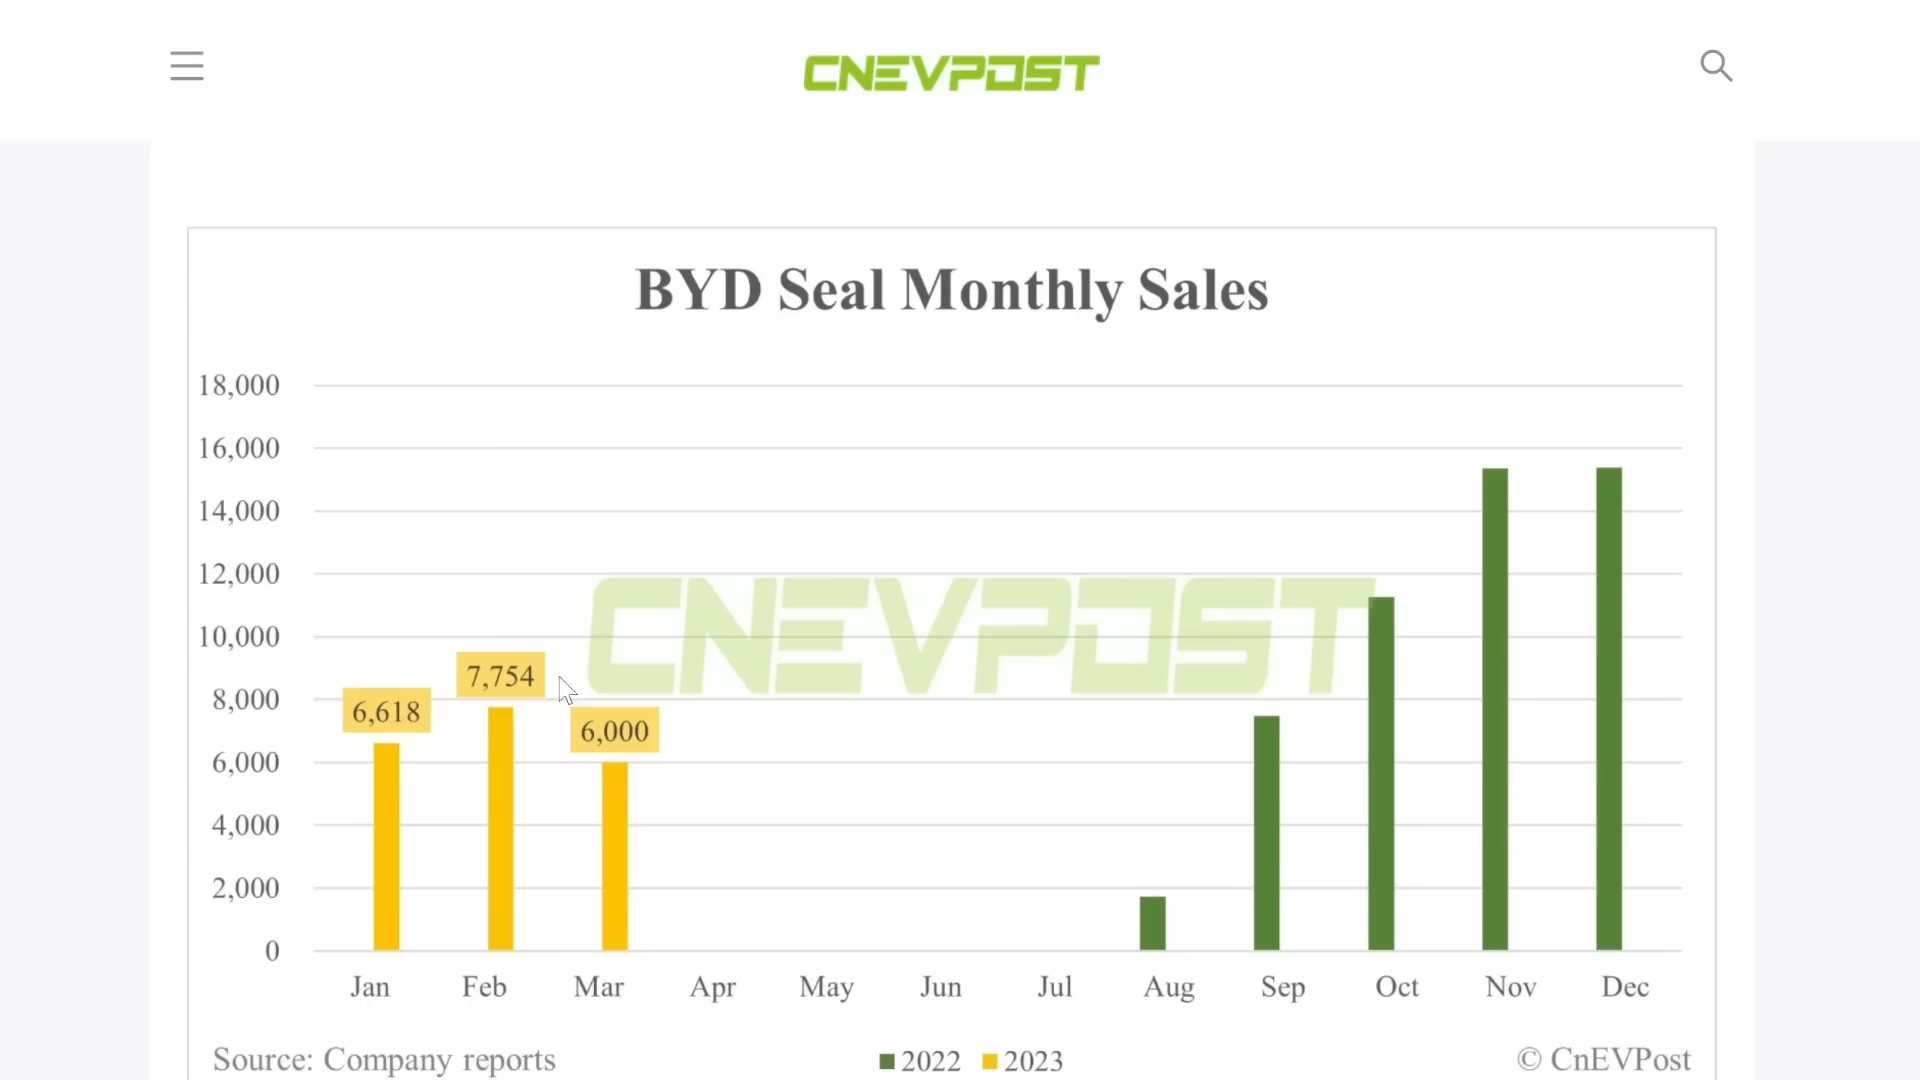 CNEVPOST
BYD Seal Monthly Sales
18,000
16,000
14,000
12,000
10,000
8,000
6,000
4,000
2,000
0
CNEVPOST
6,618
7,754
6,000
Jan Feb Mar Apr May Jun Jul Aug Sep Oct Nov Dec
Source: Company reports
2022 2023
© CnEVPost